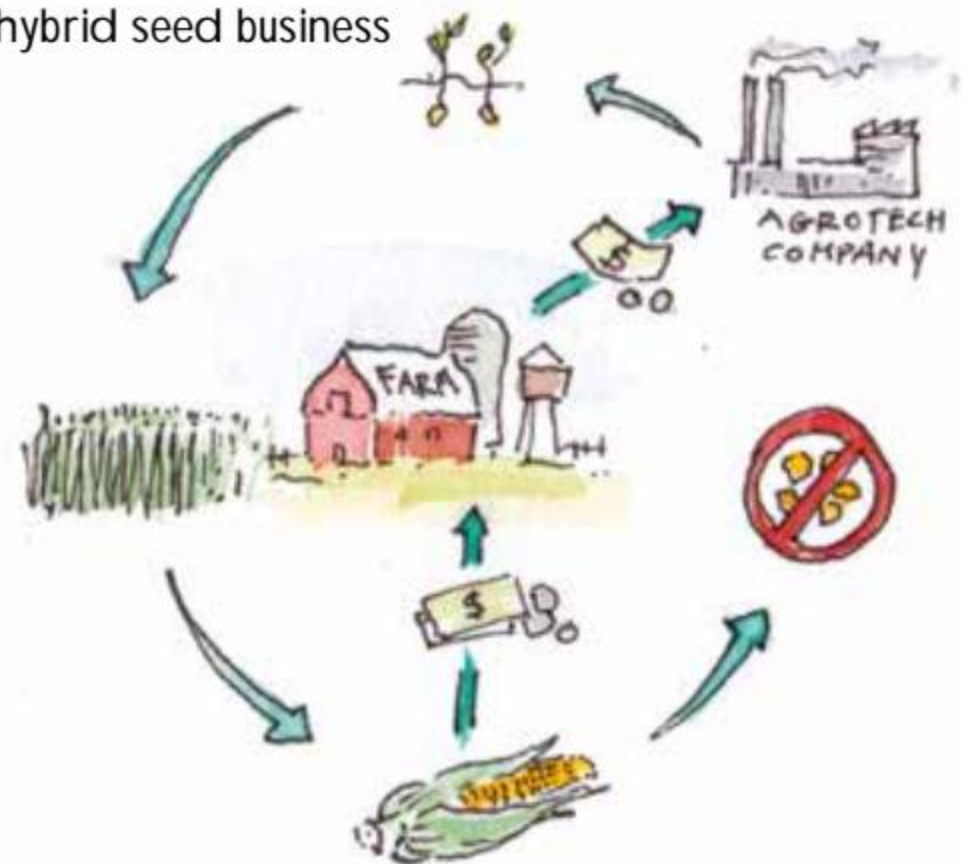 hybrid seed business
$
AGROTECH
COMPANY
FARM
$